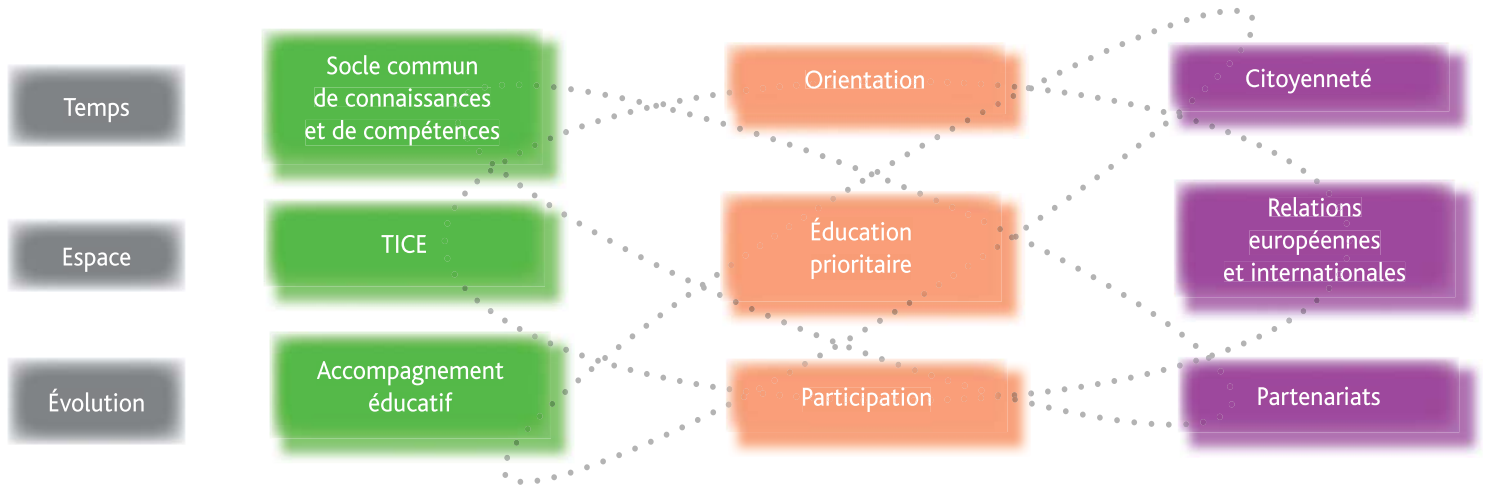 Temps
Socle commun
de connaissances
et de compétences
Orientation
Citoyenneté
Espace
TICE
Éducation
prioritaire
Relations
européennes
et internationales
Évolution
Accompagnement
éducatif
Participation
Partenariats